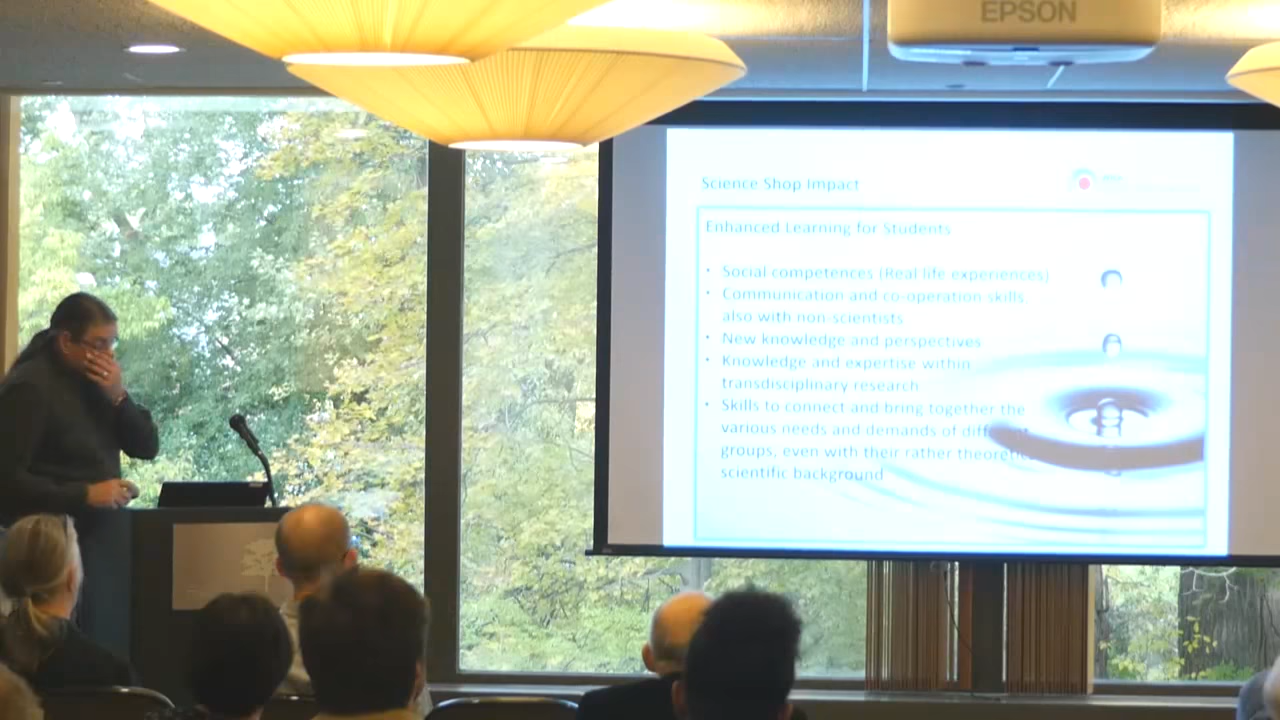 EPSON
Science Shop Impact
Enhanced Learning for Students
• Social competences (Real life experiences)
• Communication and co-operation skills,
also with non-scientists
• New knowledge and perspectives
• Knowledge and expertise within
transdisciplinary research
• Skills to connect and bring together the
various needs and demands of different
groups, even with their rather theoretic
scientific background